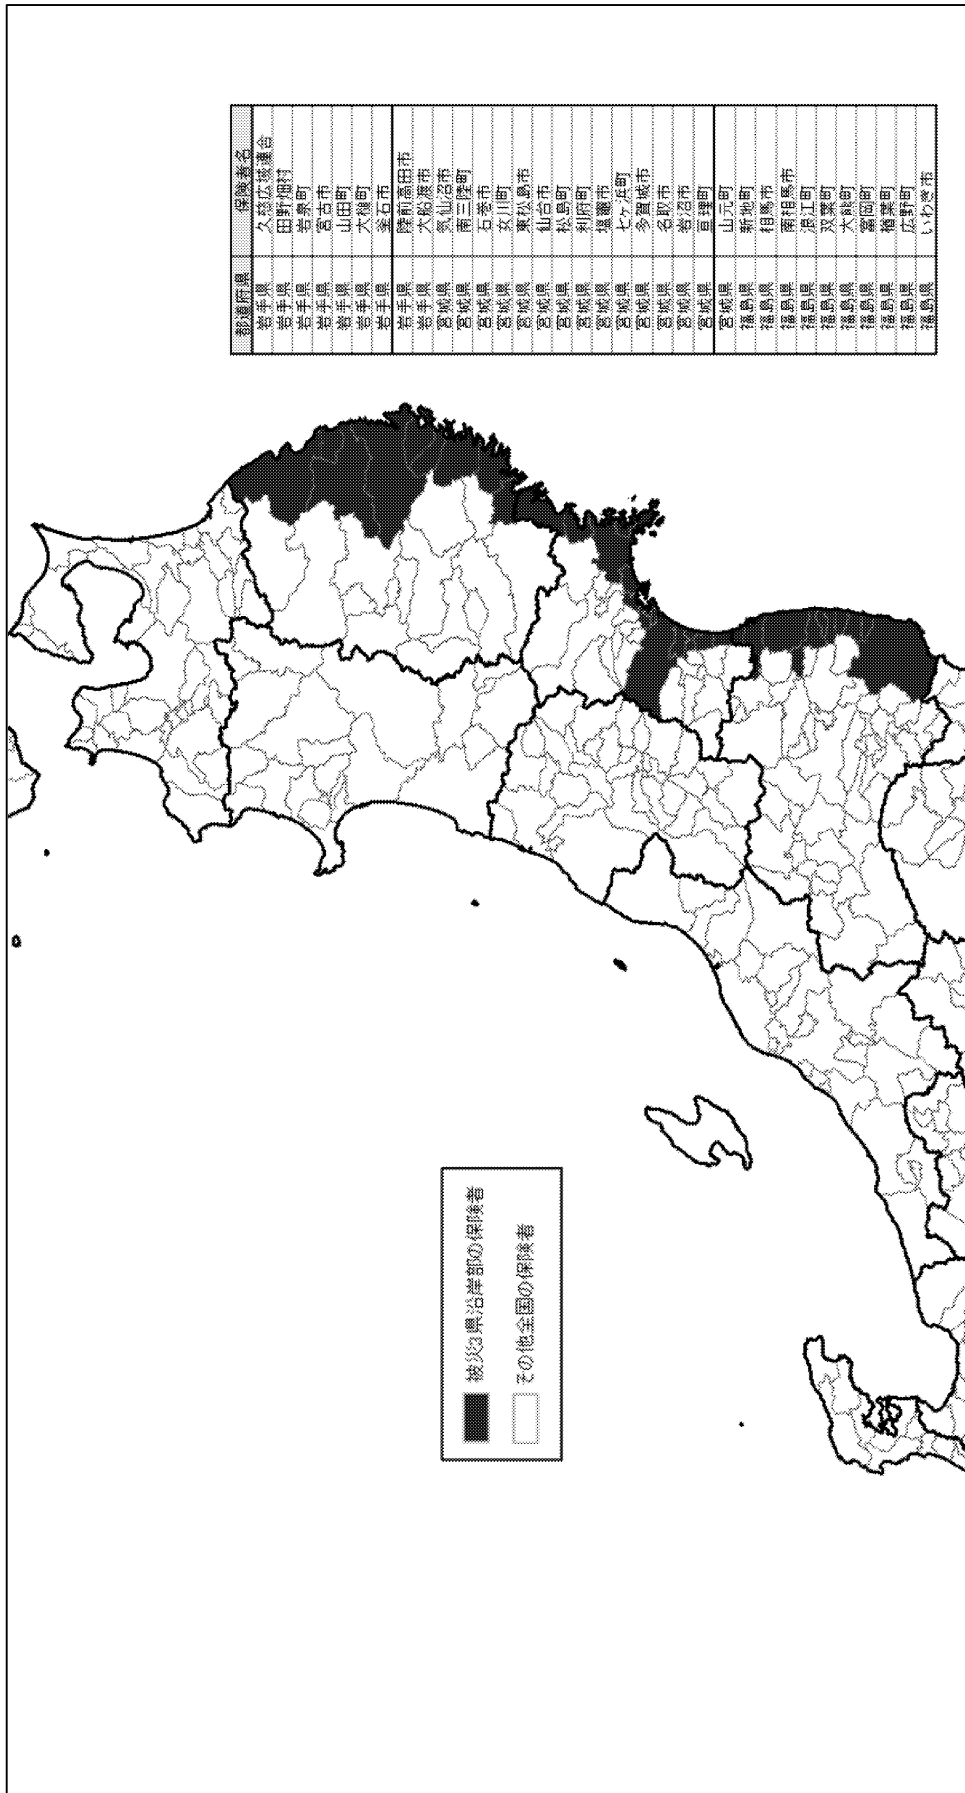 都道府県 保険者名
岩手県 久慈広域連合
岩手県 田野畑村
岩手県 岩泉町
岩手県 宮古市
岩手県 山田町
岩手県 大槌町
岩手県 釜石市
岩手県 陸前高田市
岩手県 大船渡市
宮城県 気仙沼市
宮城県 南三陸町
宮城県 石巻市
宮城県 女川町
宮城県 東松島市
宮城県 仙台市
宮城県 松島町
宮城県 利府町
宮城県 塩竈市
宮城県 七ヶ浜町
宮城県 多賀城市
宮城県 名取市
宮城県 岩沼市
宮城県 亘理町
宮城県 山元町
福島県 新地町
福島県 相馬市
福島県 南相馬市
福島県 浪江町
福島県 双葉町
福島県 大熊町
福島県 富岡町
福島県 楢葉町
福島県 広野町
福島県 いわき市
被災3県沿岸部の保険者
その他全国の保険者